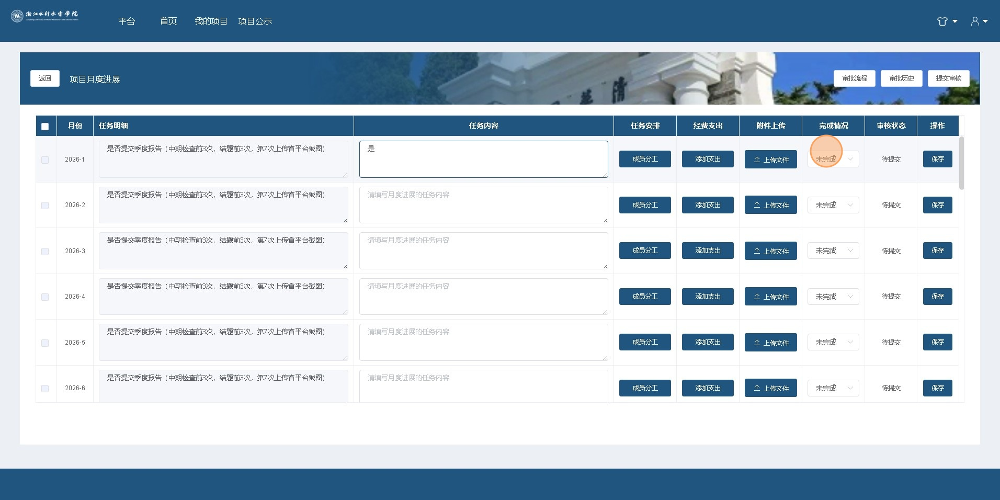 浙江水利水电学院
Zhejiang University of Water Resources and Electric Power
平台 首页 我的项目 项目公示
返回 项目月度进展 审批流程 审批历史 提交审核
月份 任务明细 任务内容 任务安排 经费支出 附件上传 完成情况 审核状态 操作
2026-1 是否提交季度报告（中期检查前3次，结题前3次，第7次上传省平台截图） 是 成员分工 添加支出 上传文件 未完成 待提交 保存
2026-2 是否提交季度报告（中期检查前3次，结题前3次，第7次上传省平台截图） 请填写月度进展的任务内容 成员分工 添加支出 上传文件 未完成 待提交 保存
2026-3 是否提交季度报告（中期检查前3次，结题前3次，第7次上传省平台截图） 请填写月度进展的任务内容 成员分工 添加支出 上传文件 未完成 待提交 保存
2026-4 是否提交季度报告（中期检查前3次，结题前3次，第7次上传省平台截图） 请填写月度进展的任务内容 成员分工 添加支出 上传文件 未完成 待提交 保存
2026-5 是否提交季度报告（中期检查前3次，结题前3次，第7次上传省平台截图） 请填写月度进展的任务内容 成员分工 添加支出 上传文件 未完成 待提交 保存
2026-6 是否提交季度报告（中期检查前3次，结题前3次，第7次上传省平台截图） 请填写月度进展的任务内容 成员分工 添加支出 上传文件 未完成 待提交 保存